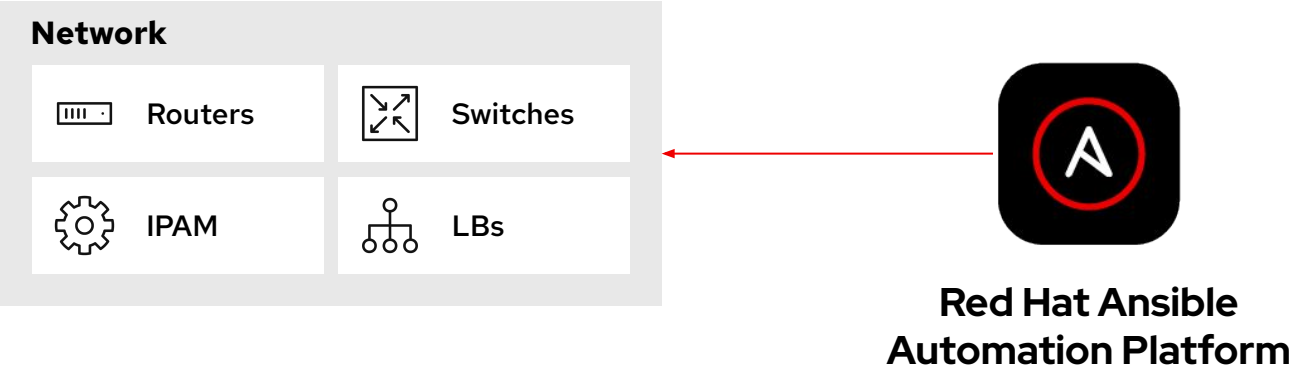 Network
Routers
Switches
IPAM
LBs
Red Hat Ansible
Automation Platform